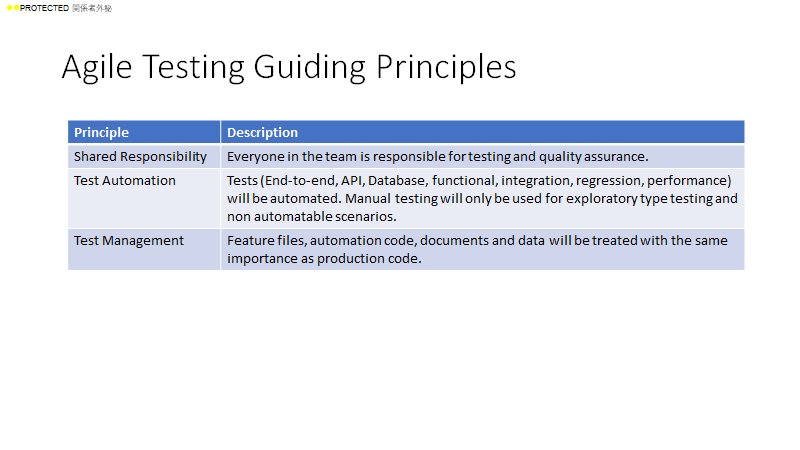 PROTECTED 関係者外秘
Agile Testing Guiding Principles
Principle Description
Shared Responsibility Everyone in the team is responsible for testing and quality assurance.
Test Automation Tests (End-to-end, API, Database, functional, integration, regression, performance)
will be automated. Manual testing will only be used for exploratory type testing and
non automatable scenarios.
Test Management Feature files, automation code, documents and data will be treated with the same
importance as production code.